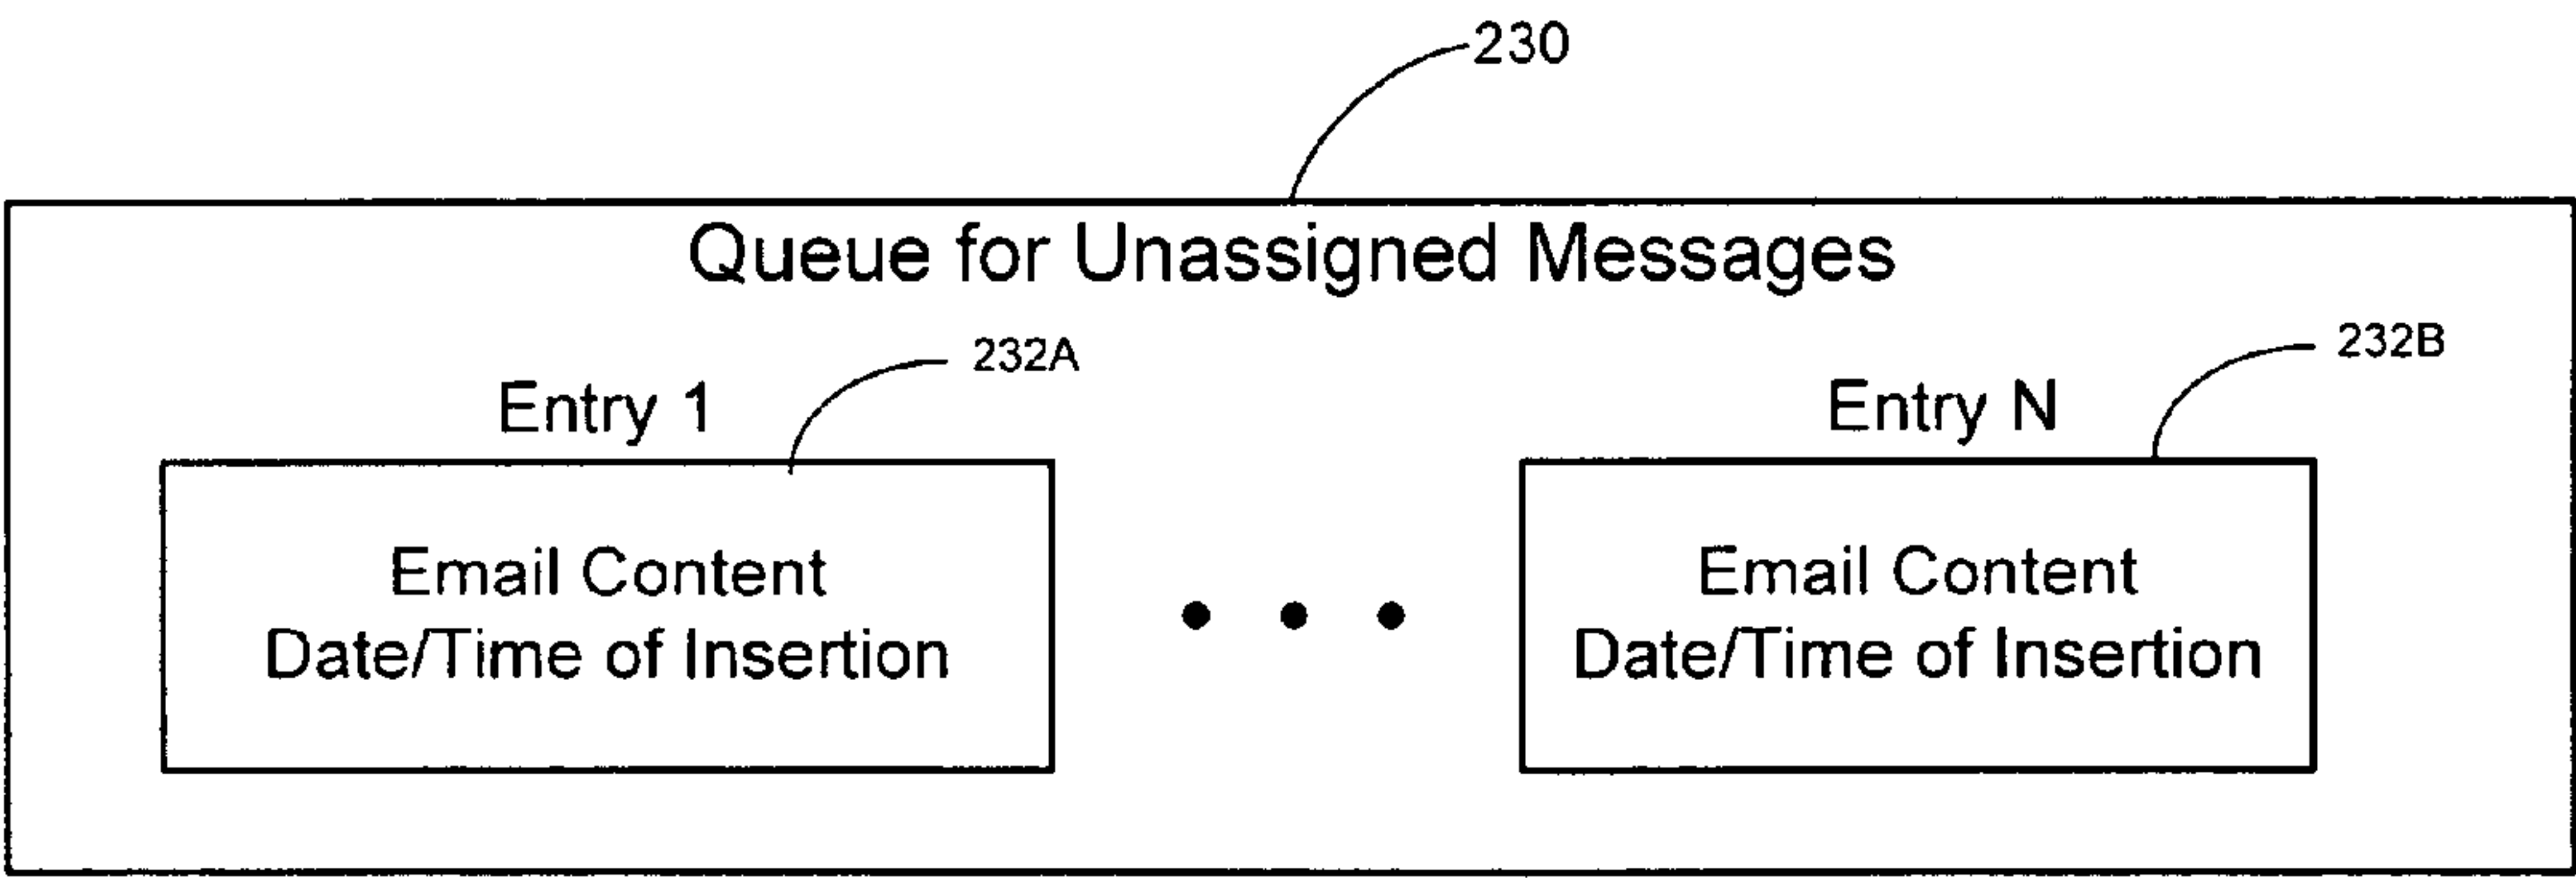 230
Queue for Unassigned Messages
232A
232B
Entry 1
Entry N
Email Content
Date/Time of Insertion
Email Content
Date/Time of Insertion